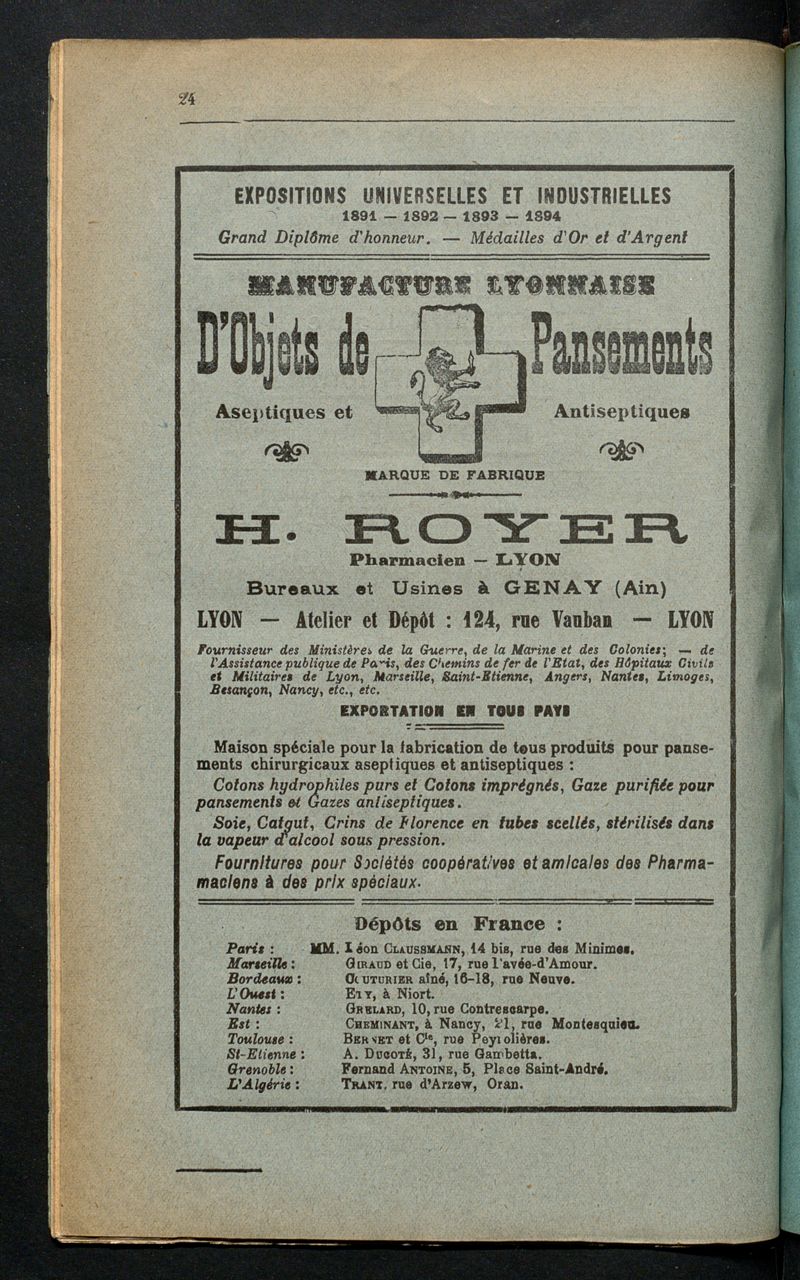 24
EXPOSITIONS UNIVERSELLES ET INDUSTRIELLES
1891 — 1892 — 1893 — 1894
Grand Diplôme d'honneur. — Médailles d'Or et d'Argent
MANUFACTURE LYONNAISE
D'Objets de Pansements
Aseptiques et Antiseptiques
MARQUE DE FABRIQUE
H. ROYER
Pharmacien — LYON
Bureaux et Usines à GENAY (Ain)
LYON — Atelier et Dépôt : 124, rue Vauban — LYON
Fournisseur des Ministères de la Guerre, de la Marine et des Colonies; — de
l'Assistance publique de Paris, des Chemins de fer de l'Etat, des Hôpitaux Civils
et Militaires de Lyon, Marseille, Saint-Etienne, Angers, Nantes, Limoges,
Besançon, Nancy, etc., etc.
EXPORTATION EN TOUS PAYS
Maison spéciale pour la fabrication de tous produits pour panse-
ments chirurgicaux aseptiques et antiseptiques :
Cotons hydrophiles purs et Cotons imprégnés, Gaze purifiée pour
pansements et Gazes antiseptiques.
Soie, Catgut, Crins de Florence en tubes scellés, stérilisés dans
la vapeur d'alcool sous pression.
Fournitures pour Sociétés coopératives et amicales des Pharma-
maciens à des prix spéciaux.
Dépôts en France :
Paris : MM. Léon CLAUSSMANN, 14 bis, rue des Minimes.
Marseille : GIRAUD et Cie, 17, rue Pavée-d'Amour.
Bordeaux : COUTURIER aîné, 16-18, rue Neuve.
L'Ouest : à Niort.
Nantes : GRELARD, 10, rue Contrescarpe.
Est : CHEMINANT, à Nancy, 21, rue Montesquieu.
Toulouse : BERNET et Cie, rue Peyrolières.
St-Etienne : A. DUCOTÉ, 31, rue Gambetta.
Grenoble : Fernand ANTOINE, 5, Place Saint-André.
L'Algérie : TRANT, rue d'Arzew, Oran.